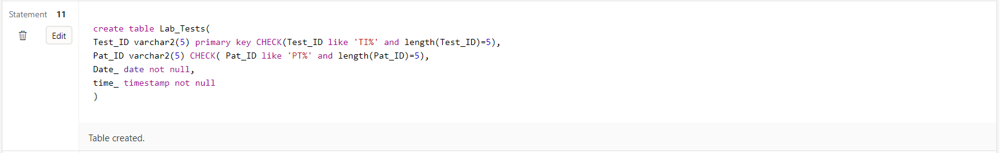 Statement 11
Edit
create table Lab_Tests(
Test_ID varchar2(5) primary key CHECK(Test_ID like 'TI%' and length(Test_ID)=5),
Pat_ID varchar2(5) CHECK( Pat_ID like 'PT%' and length(Pat_ID)=5),
Date_ date not null,
time_ timestamp not null
)
Table created.